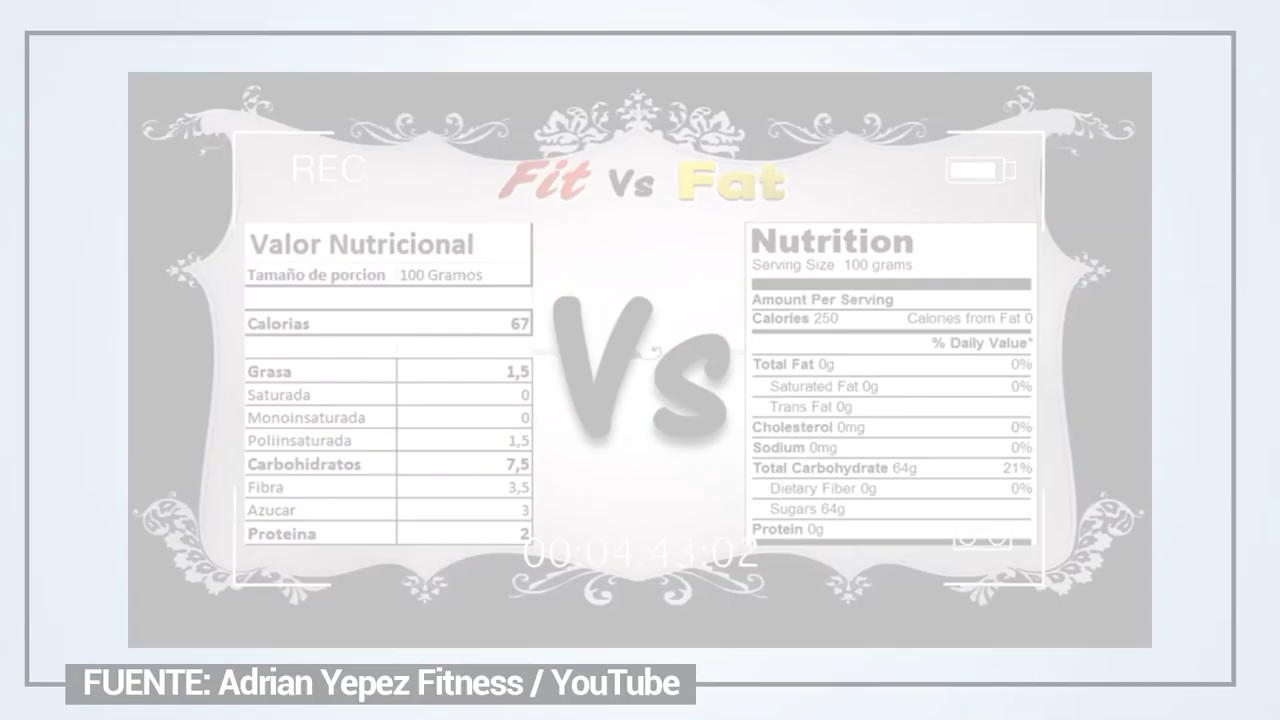 REC
Fit Vs Fat
Valor Nutricional
Tamaño de porcion 100 Gramos
Calorias 67
Grasa 1,5
Saturada 0
Monoinsaturada 0
Poliinsaturada 1,5
Carbohidratos 7,5
Fibra 3,5
Azucar 3
Proteina 2
Vs
Nutrition
Serving Size 100 grams
Amount Per Serving
Calories 250 Calories from Fat 0
% Daily Value*
Total Fat 0g 0%
Saturated Fat 0g 0%
Trans Fat 0g
Cholesterol 0mg 0%
Sodium 0mg 0%
Total Carbohydrate 64g 21%
Dietary Fiber 0g 0%
Sugars 64g
Protein 0g
00:04.43:02
FUENTE: Adrian Yepez Fitness / YouTube